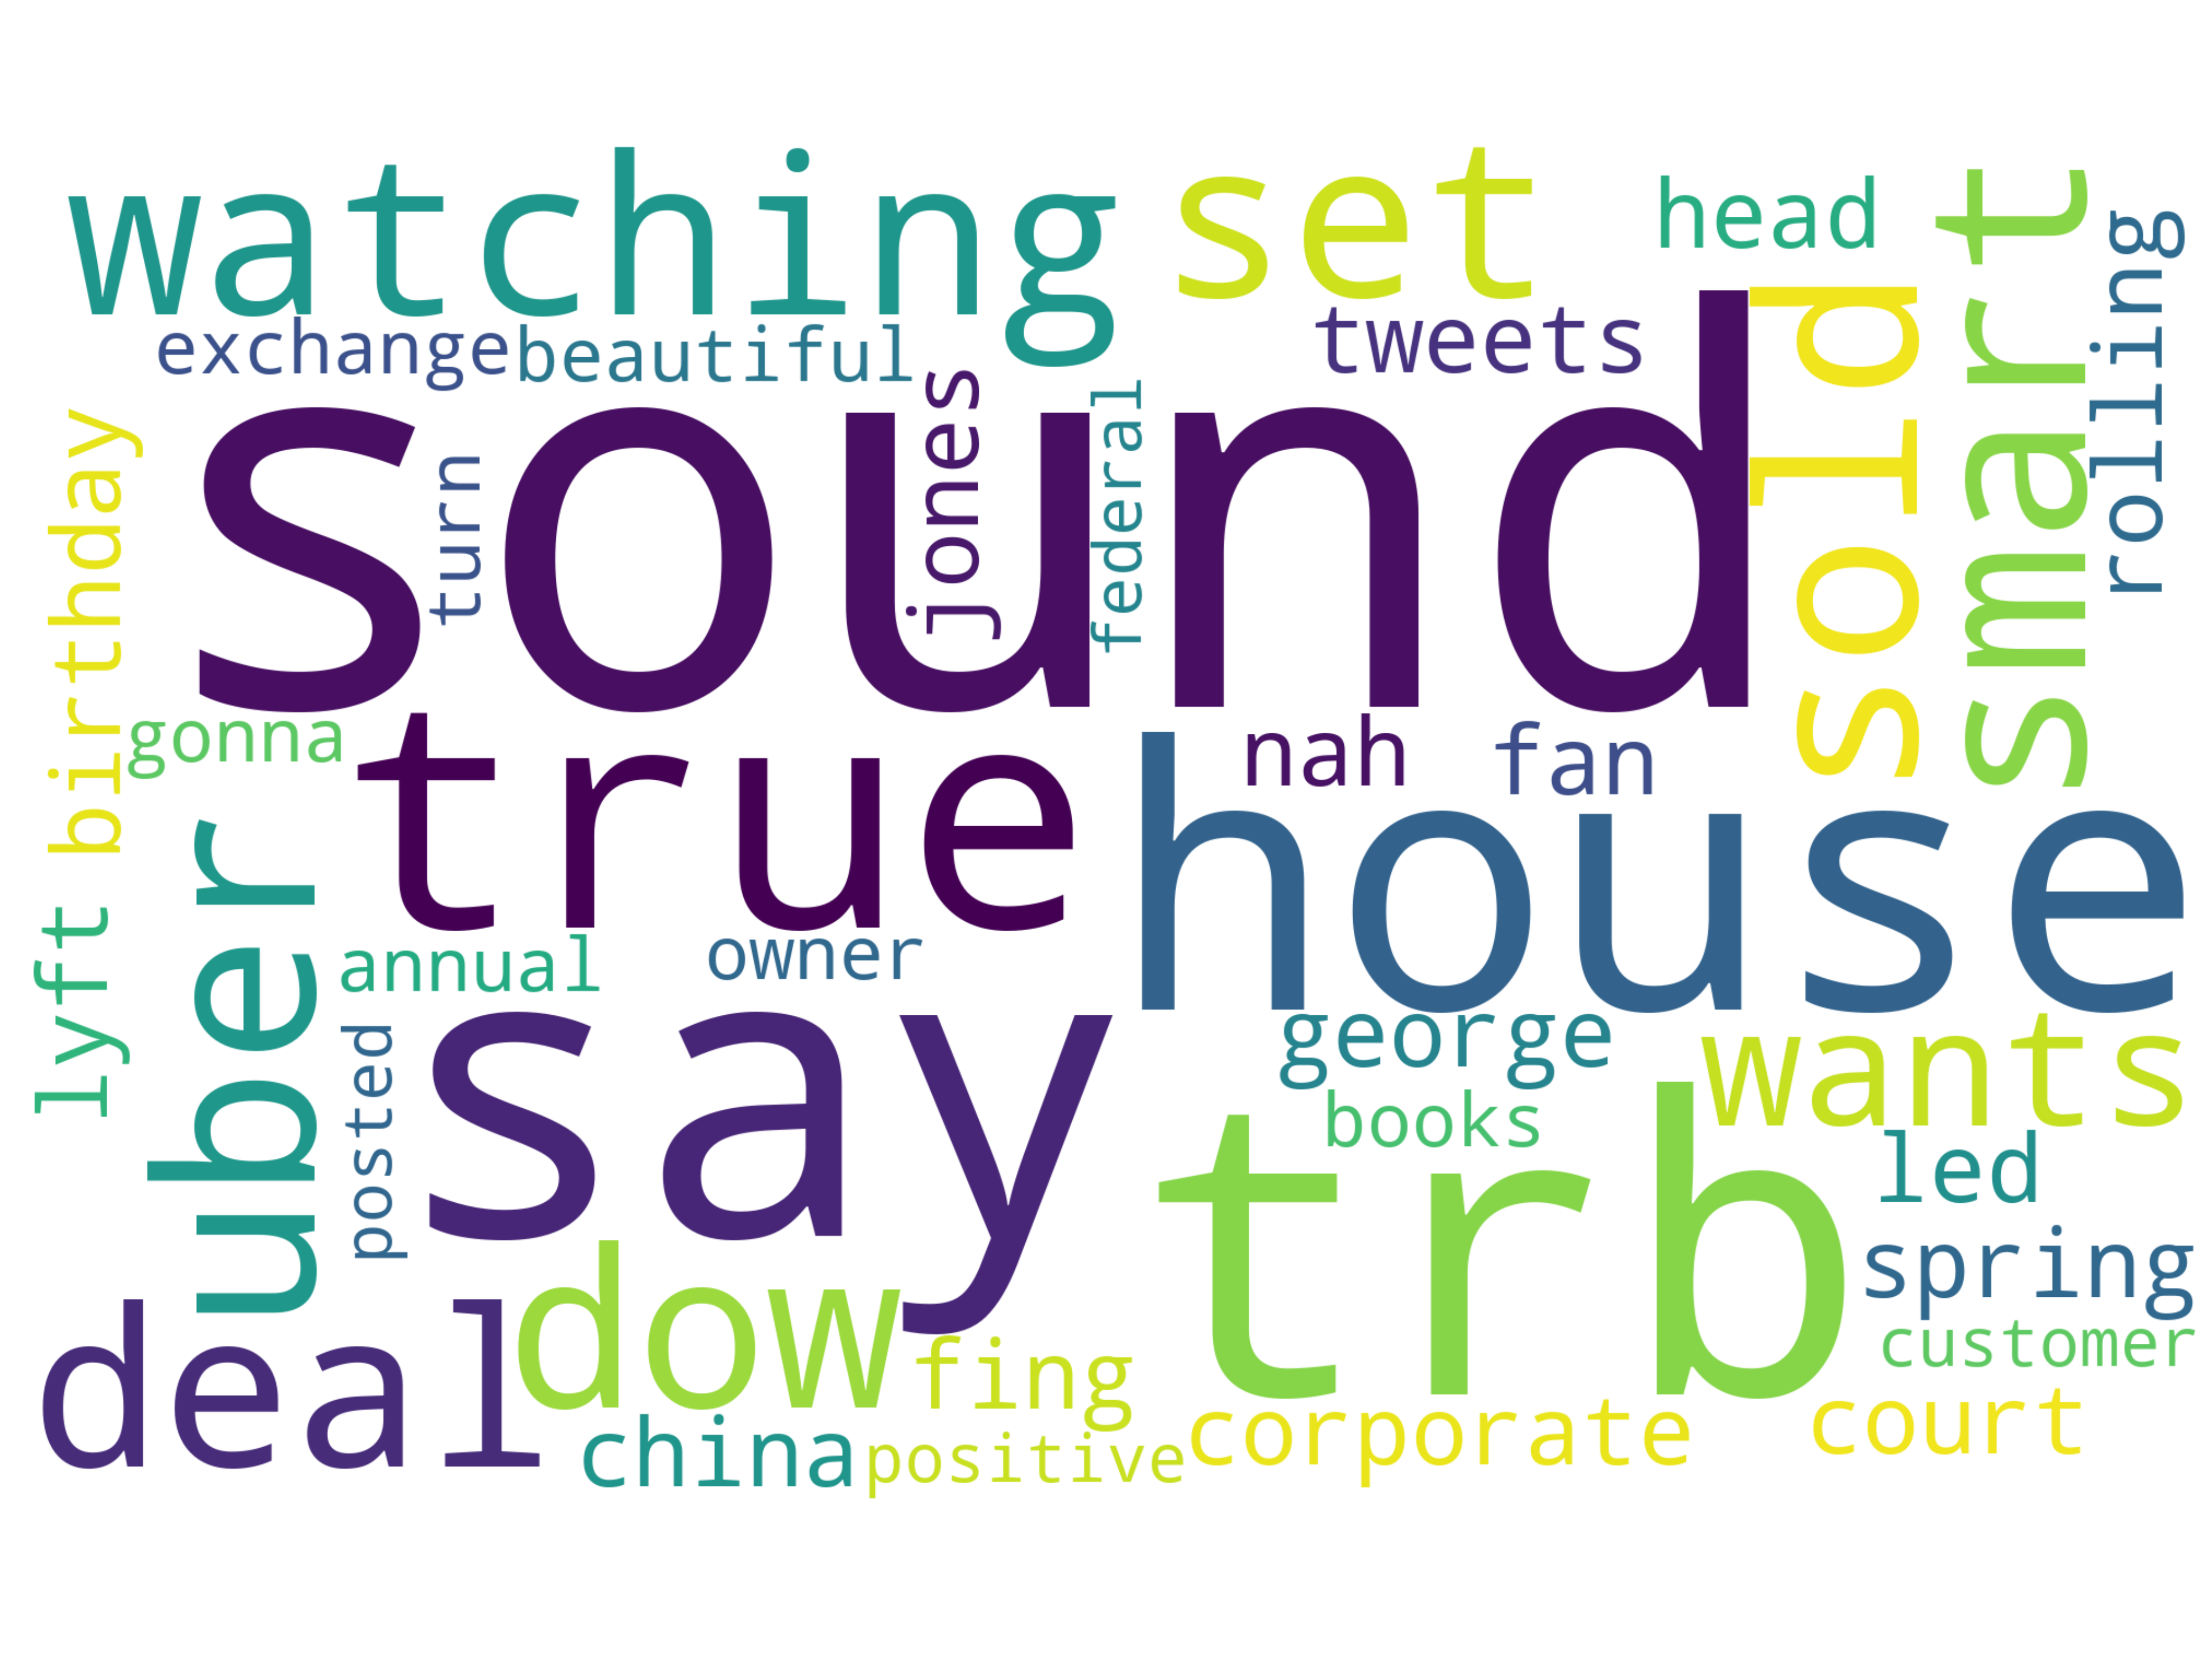 watching
set
head
smart
rolling
exchange
beautiful
tweets
sold
sound
jones
federal
turn
birthday
gonna
true
nah
fan
house
uber
lyft
annual
owner
say
george
wants
posted
books
trb
led
spring
deal
dow
fing
customer
china
positive
corporate
court